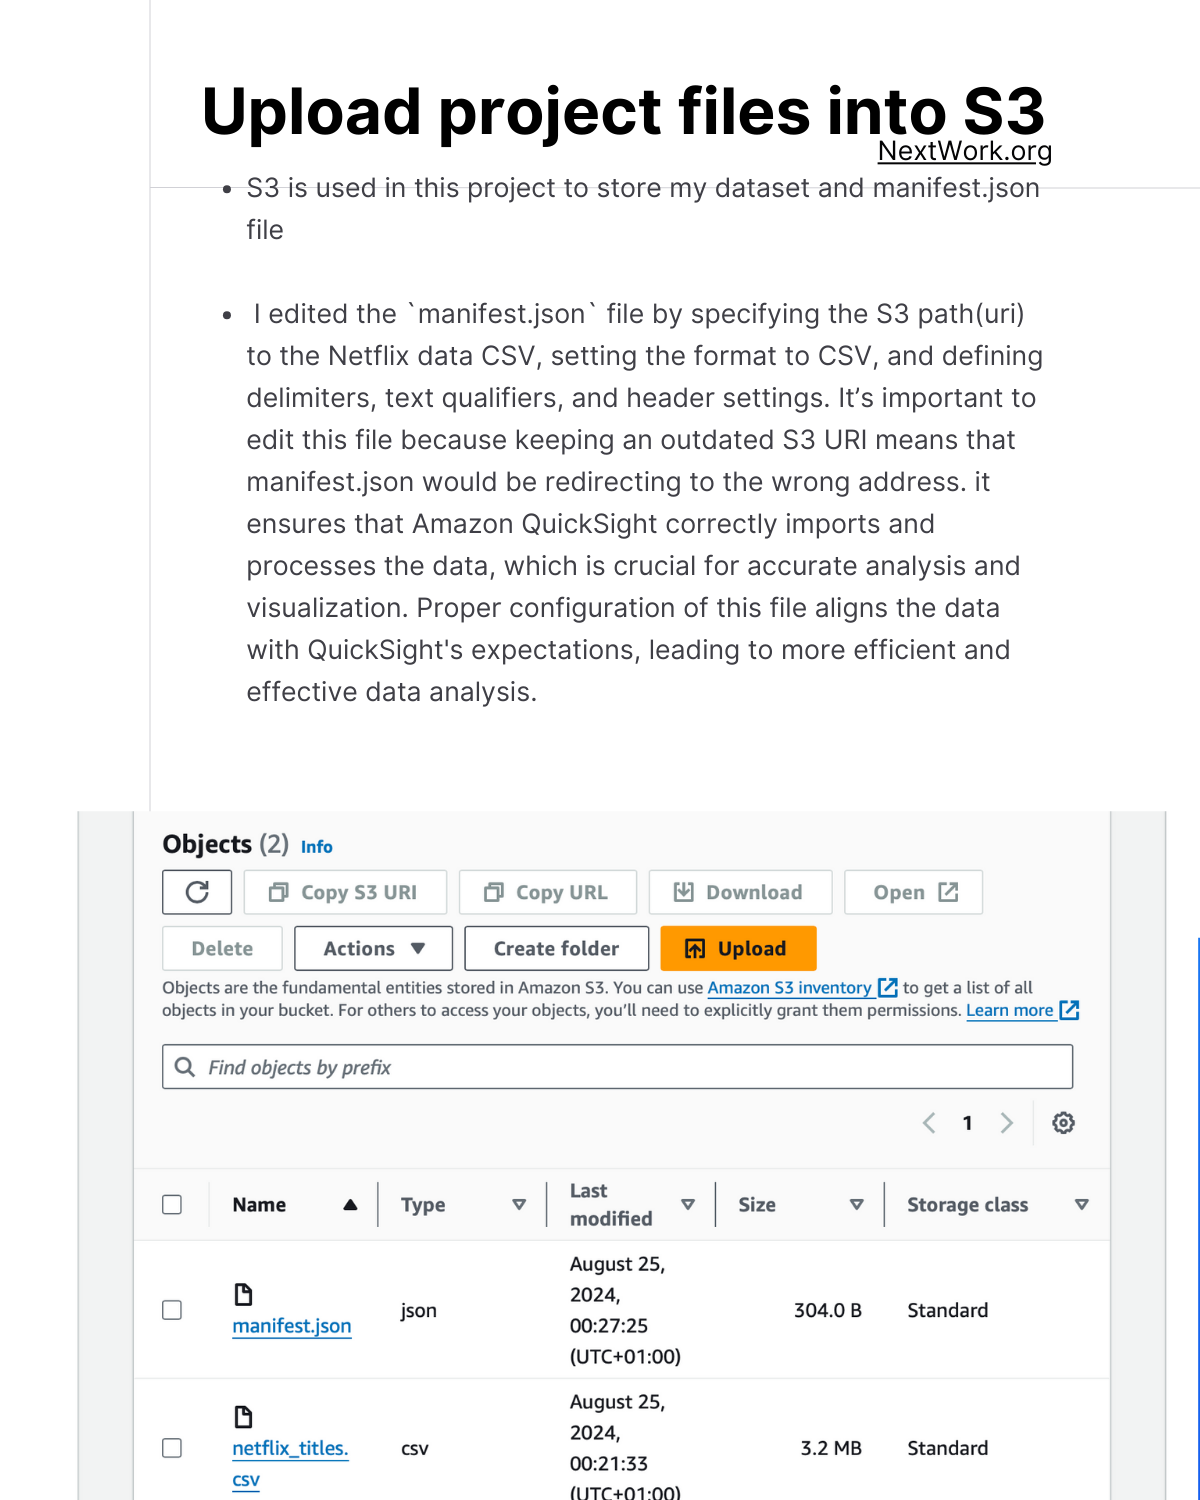 Upload project files into S3
NextWork.org
• S3 is used in this project to store my dataset and manifest.json
file
• I edited the `manifest.json` file by specifying the S3 path(uri)
to the Netflix data CSV, setting the format to CSV, and defining
delimiters, text qualifiers, and header settings. It’s important to
edit this file because keeping an outdated S3 URI means that
manifest.json would be redirecting to the wrong address. it
ensures that Amazon QuickSight correctly imports and
processes the data, which is crucial for accurate analysis and
visualization. Proper configuration of this file aligns the data
with QuickSight's expectations, leading to more efficient and
effective data analysis.
Objects (2) Info
Copy S3 URI Copy URL Download Open
Delete Actions Create folder Upload
Objects are the fundamental entities stored in Amazon S3. You can use Amazon S3 inventory to get a list of all
objects in your bucket. For others to access your objects, you’ll need to explicitly grant them permissions. Learn more
Find objects by prefix
1
Name Type Last modified Size Storage class
manifest.json json August 25, 2024, 00:27:25 (UTC+01:00) 304.0 B Standard
netflix_titles.csv csv August 25, 2024, 00:21:33 (UTC+01:00) 3.2 MB Standard